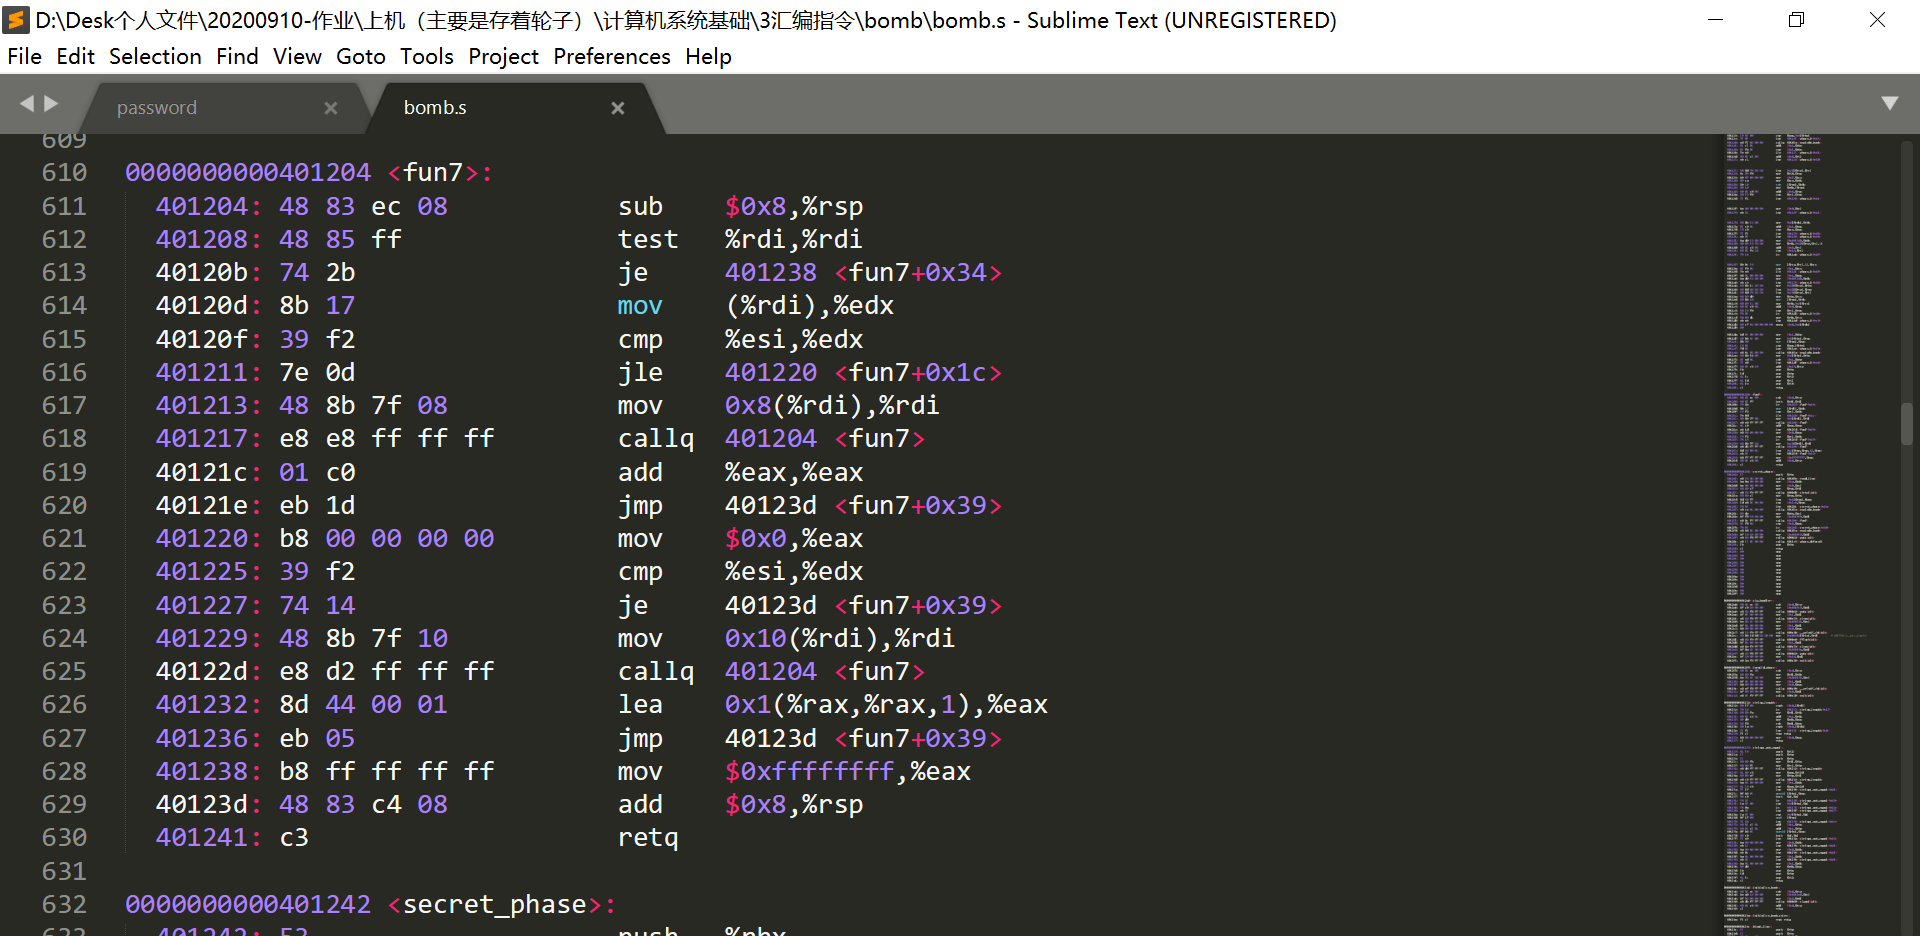 D:\Desk个人文件\20200910-作业\上机（主要是存着轮子）\计算机系统基础\3汇编指令\bomb\bomb.s - Sublime Text (UNREGISTERED)
File Edit Selection Find View Goto Tools Project Preferences Help
password × bomb.s ×
609
610 0000000000401204 <fun7>:
611 401204: 48 83 ec 08 sub $0x8,%rsp
612 401208: 48 85 ff test %rdi,%rdi
613 40120b: 74 2b je 401238 <fun7+0x34>
614 40120d: 8b 17 mov (%rdi),%edx
615 40120f: 39 f2 cmp %esi,%edx
616 401211: 7e 0d jle 401220 <fun7+0x1c>
617 401213: 48 8b 7f 08 mov 0x8(%rdi),%rdi
618 401217: e8 e8 ff ff ff callq 401204 <fun7>
619 40121c: 01 c0 add %eax,%eax
620 40121e: eb 1d jmp 40123d <fun7+0x39>
621 401220: b8 00 00 00 00 mov $0x0,%eax
622 401225: 39 f2 cmp %esi,%edx
623 401227: 74 14 je 40123d <fun7+0x39>
624 401229: 48 8b 7f 10 mov 0x10(%rdi),%rdi
625 40122d: e8 d2 ff ff ff callq 401204 <fun7>
626 401232: 8d 44 00 01 lea 0x1(%rax,%rax,1),%eax
627 401236: eb 05 jmp 40123d <fun7+0x39>
628 401238: b8 ff ff ff ff mov $0xffffffff,%eax
629 40123d: 48 83 c4 08 add $0x8,%rsp
630 401241: c3 retq
631
632 0000000000401242 <secret_phase>:
633 401242: 53 push %rbx